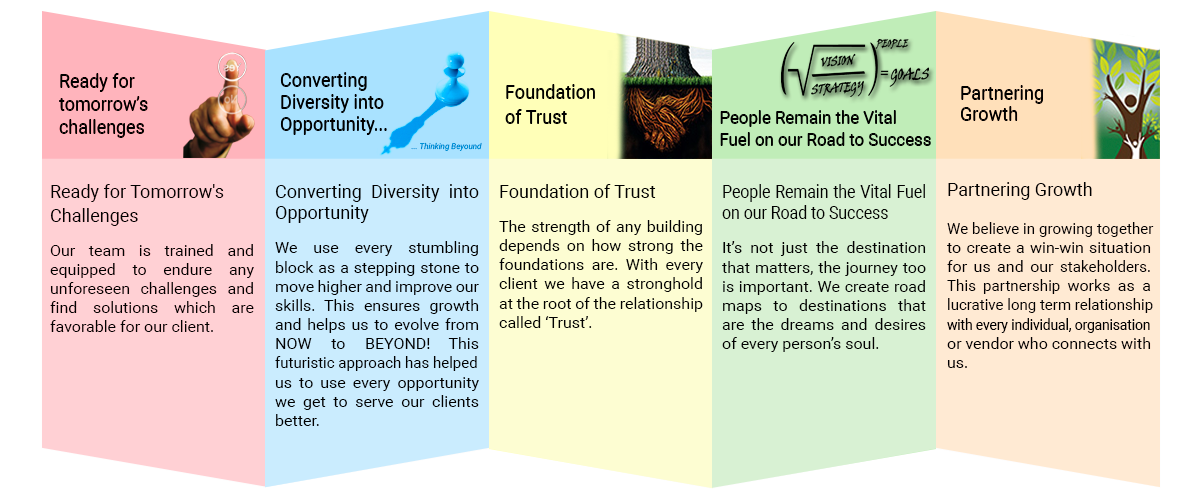 Ready for
tomorrow’s
challenges
Ready for Tomorrow's
Challenges
Our team is trained and
equipped to endure any
unforeseen challenges and
find solutions which are
favorable for our client.
Converting
Diversity into
Opportunity...
... Thinking Beyound
Converting Diversity into
Opportunity
We use every stumbling
block as a stepping stone to
move higher and improve our
skills. This ensures growth
and helps us to evolve from
NOW to BEYOND! This
futuristic approach has helped
us to use every opportunity
we get to serve our clients
better.
Foundation
of Trust
Foundation of Trust
The strength of any building
depends on how strong the
foundations are. With every
client we have a stronghold
at the root of the relationship
called ‘Trust’.
PEOPLE
VISION
STRATEGY
=GOALS
People Remain the Vital
Fuel on our Road to Success
People Remain the Vital Fuel
on our Road to Success
It’s not just the destination
that matters, the journey too
is important. We create road
maps to destinations that
are the dreams and desires
of every person’s soul.
Partnering
Growth
Partnering Growth
We believe in growing together
to create a win-win situation
for us and our stakeholders.
This partnership works as a
lucrative long term relationship
with every individual, organisation
or vendor who connects with
us.